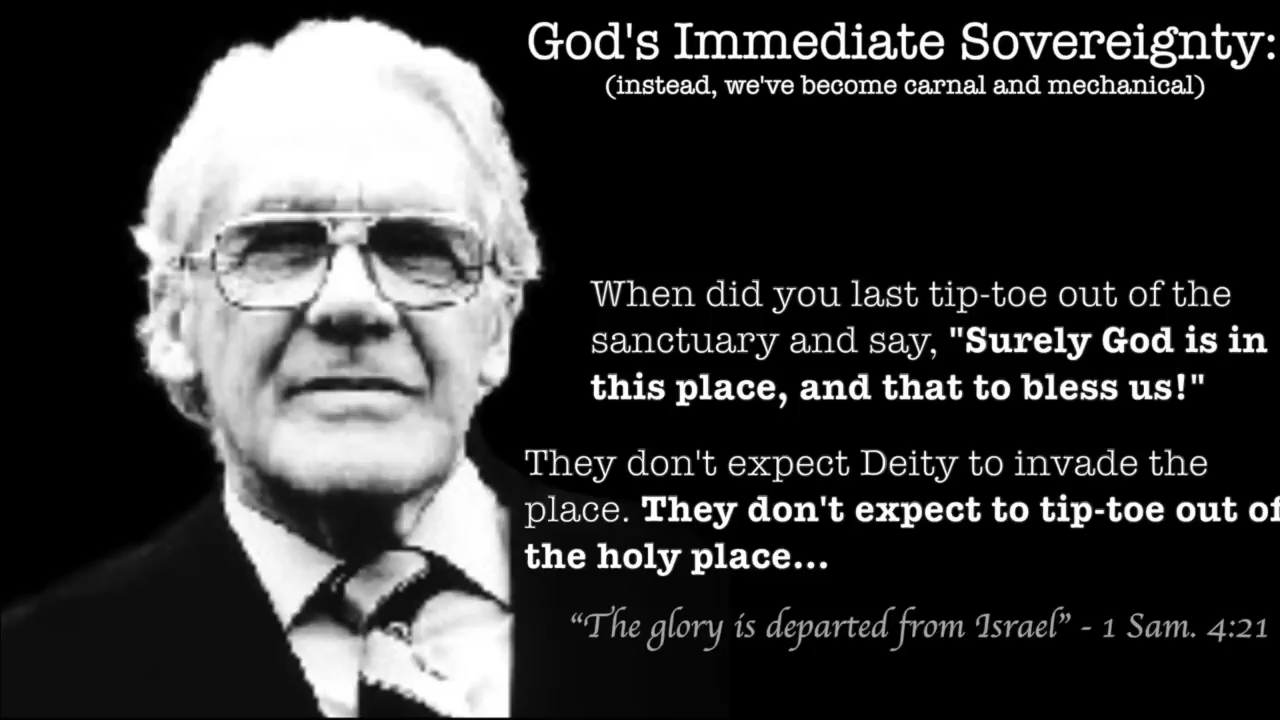 God's Immediate Sovereignty:
(instead, we've become carnal and mechanical)
When did you last tip-toe out of the
sanctuary and say, "Surely God is in
this place, and that to bless us!"
They don't expect Deity to invade the
place. They don't expect to tip-toe out of
the holy place...
“The glory is departed from Israel” - 1 Sam. 4:21